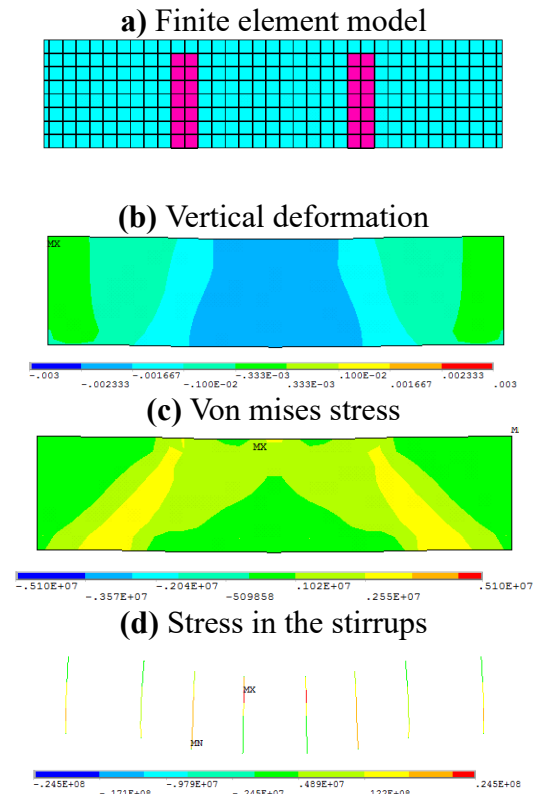 a) Finite element model
(b) Vertical deformation
MX
-.003 -.001667 -.333E-03 .100E-02 .002333
-.002333 -.100E-02 .333E-03 .001667 .003
(c) Von mises stress
MX
-.510E+07 -.204E+07 .102E+07 .510E+07
-.357E+07 -509858 .255E+07
(d) Stress in the stirrups
MX
MN
-.245E+08 -.979E+07 .489E+07 .245E+08